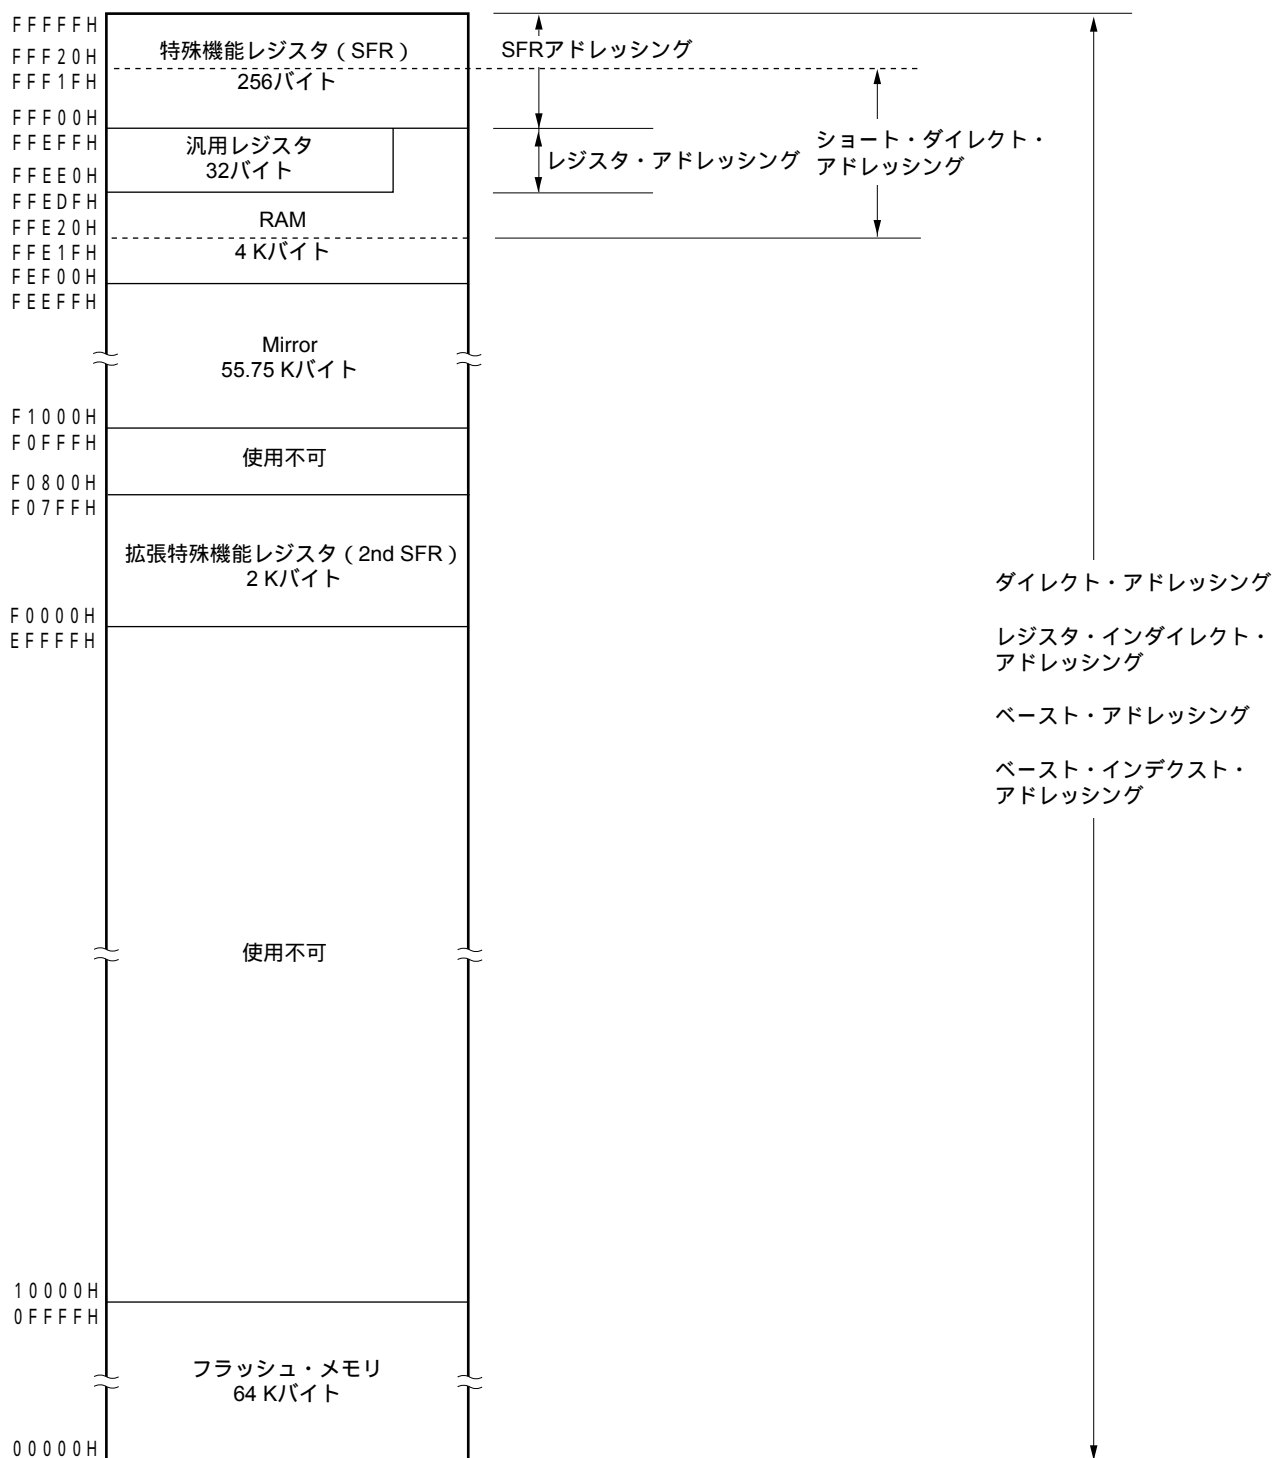 FFFFFH
特殊機能レジスタ（SFR）
SFRアドレッシング
FFF20H
FFF1FH
256バイト
FFF00H
FFEFFH
汎用レジスタ
32バイト
レジスタ・アドレッシング
ショート・ダイレクト・
アドレッシング
FFEE0H
FFEDFH
RAM
FFE20H
FFE1FH
4 Kバイト
FEF00H
FEEFFH
Mirror
55.75 Kバイト
F1000H
F0FFFH
使用不可
F0800H
F07FFH
拡張特殊機能レジスタ（2nd SFR）
2 Kバイト
F0000H
EFFFFH
ダイレクト・アドレッシング
レジスタ・インダイレクト・
アドレッシング
ベースト・アドレッシング
ベースト・インデクスト・
アドレッシング
使用不可
10000H
0FFFFH
フラッシュ・メモリ
64 Kバイト
00000H